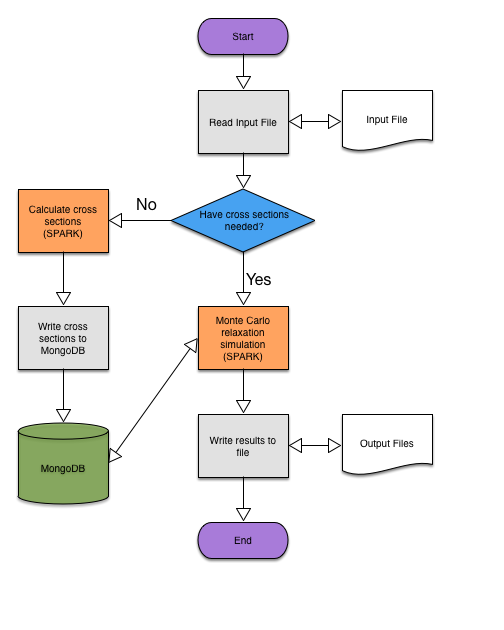 Start
Read Input File
Input File
Calculate cross
sections
(SPARK)
No
Have cross sections
needed?
Yes
Write cross
sections to
MongoDB
Monte Carlo
relaxation
simulation
(SPARK)
MongoDB
Write results to
file
Output Files
End